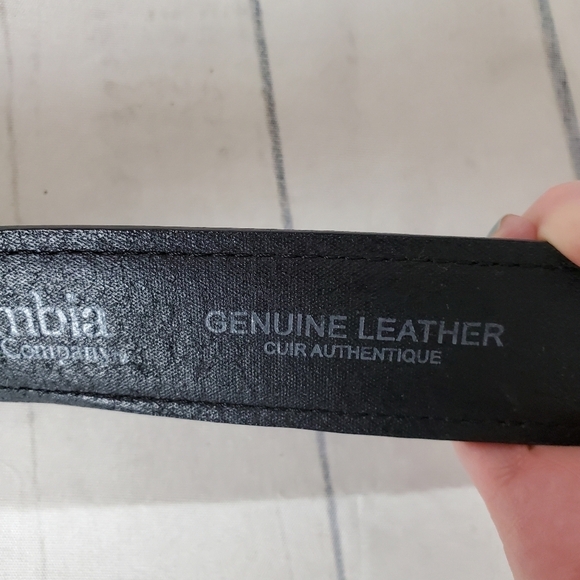 mbia
Company®
GENUINE LEATHER
CUIR AUTHENTIQUE